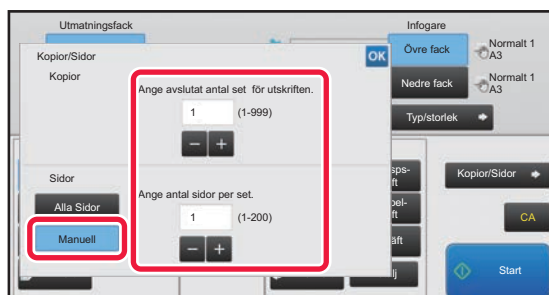 Utmatningsfack
Infogare
Kopior/Sidor
OK
Övre fack
Normalt 1
A3
Kopior
Ange avslutat antal set för utskriften.
1 (1-999)
Nedre fack
Normalt 1
A3
Typ/storlek
Sidor
Ange antal sidor per set.
Kopior/Sidor
Alla Sidor
1 (1-200)
CA
Manuell
Start